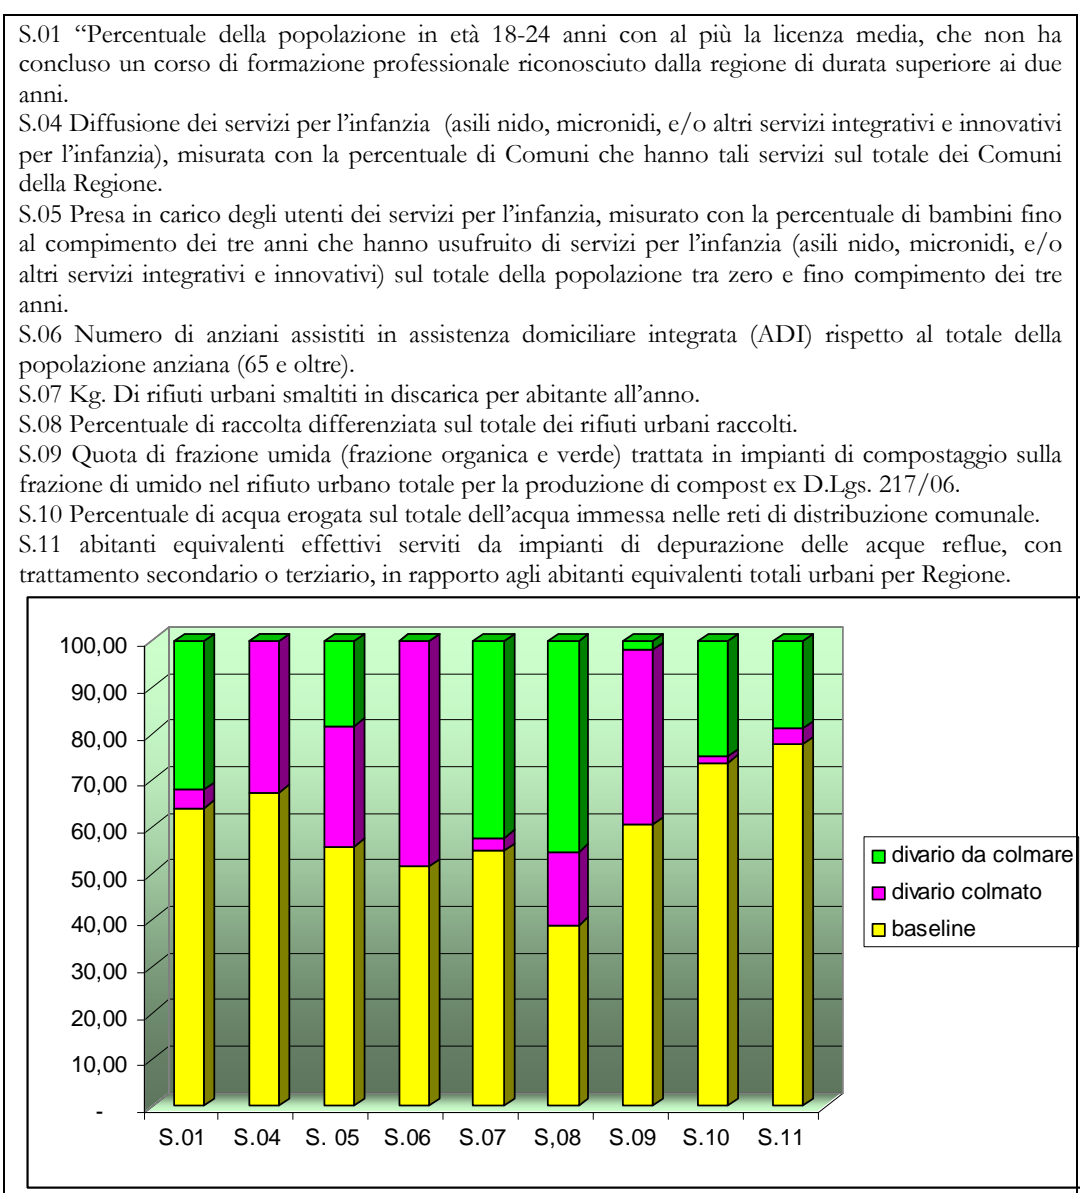 S.01 “Percentuale della popolazione in età 18-24 anni con al più la licenza media, che non ha
concluso un corso di formazione professionale riconosciuto dalla regione di durata superiore ai due
anni.
S.04 Diffusione dei servizi per l’infanzia (asili nido, micronidi, e/o altri servizi integrativi e innovativi
per l’infanzia), misurata con la percentuale di Comuni che hanno tali servizi sul totale dei Comuni
della Regione.
S.05 Presa in carico degli utenti dei servizi per l’infanzia, misurato con la percentuale di bambini fino
al compimento dei tre anni che hanno usufruito di servizi per l’infanzia (asili nido, micronidi, e/o
altri servizi integrativi e innovativi) sul totale della popolazione tra zero e fino compimento dei tre
anni.
S.06 Numero di anziani assistiti in assistenza domiciliare integrata (ADI) rispetto al totale della
popolazione anziana (65 e oltre).
S.07 Kg. Di rifiuti urbani smaltiti in discarica per abitante all’anno.
S.08 Percentuale di raccolta differenziata sul totale dei rifiuti urbani raccolti.
S.09 Quota di frazione umida (frazione organica e verde) trattata in impianti di compostaggio sulla
frazione di umido nel rifiuto urbano totale per la produzione di compost ex D.Lgs. 217/06.
S.10 Percentuale di acqua erogata sul totale dell’acqua immessa nelle reti di distribuzione comunale.
S.11 abitanti equivalenti effettivi serviti da impianti di depurazione delle acque reflue, con
trattamento secondario o terziario, in rapporto agli abitanti equivalenti totali urbani per Regione.
100,00
90,00
80,00
70,00
60,00
50,00
40,00
30,00
20,00
10,00
-
S.01 S.04 S. 05 S.06 S.07 S,08 S.09 S.10 S.11
divario da colmare
divario colmato
baseline